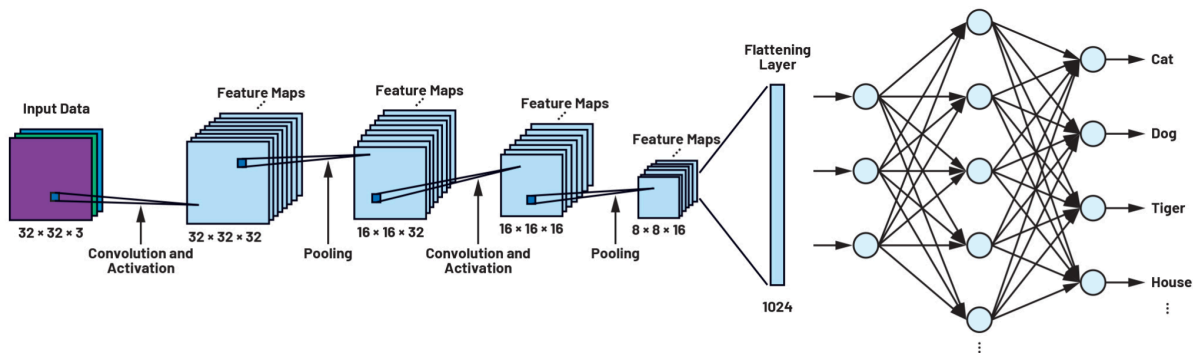 Input Data
32 × 32 × 3
Convolution and
Activation
Feature Maps
32 × 32 × 32
Pooling
Feature Maps
16 × 16 × 32
Convolution and
Activation
Feature Maps
16 × 16 × 16
Pooling
Feature Maps
8 × 8 × 16
Flattening
Layer
1024
Cat
Dog
Tiger
House